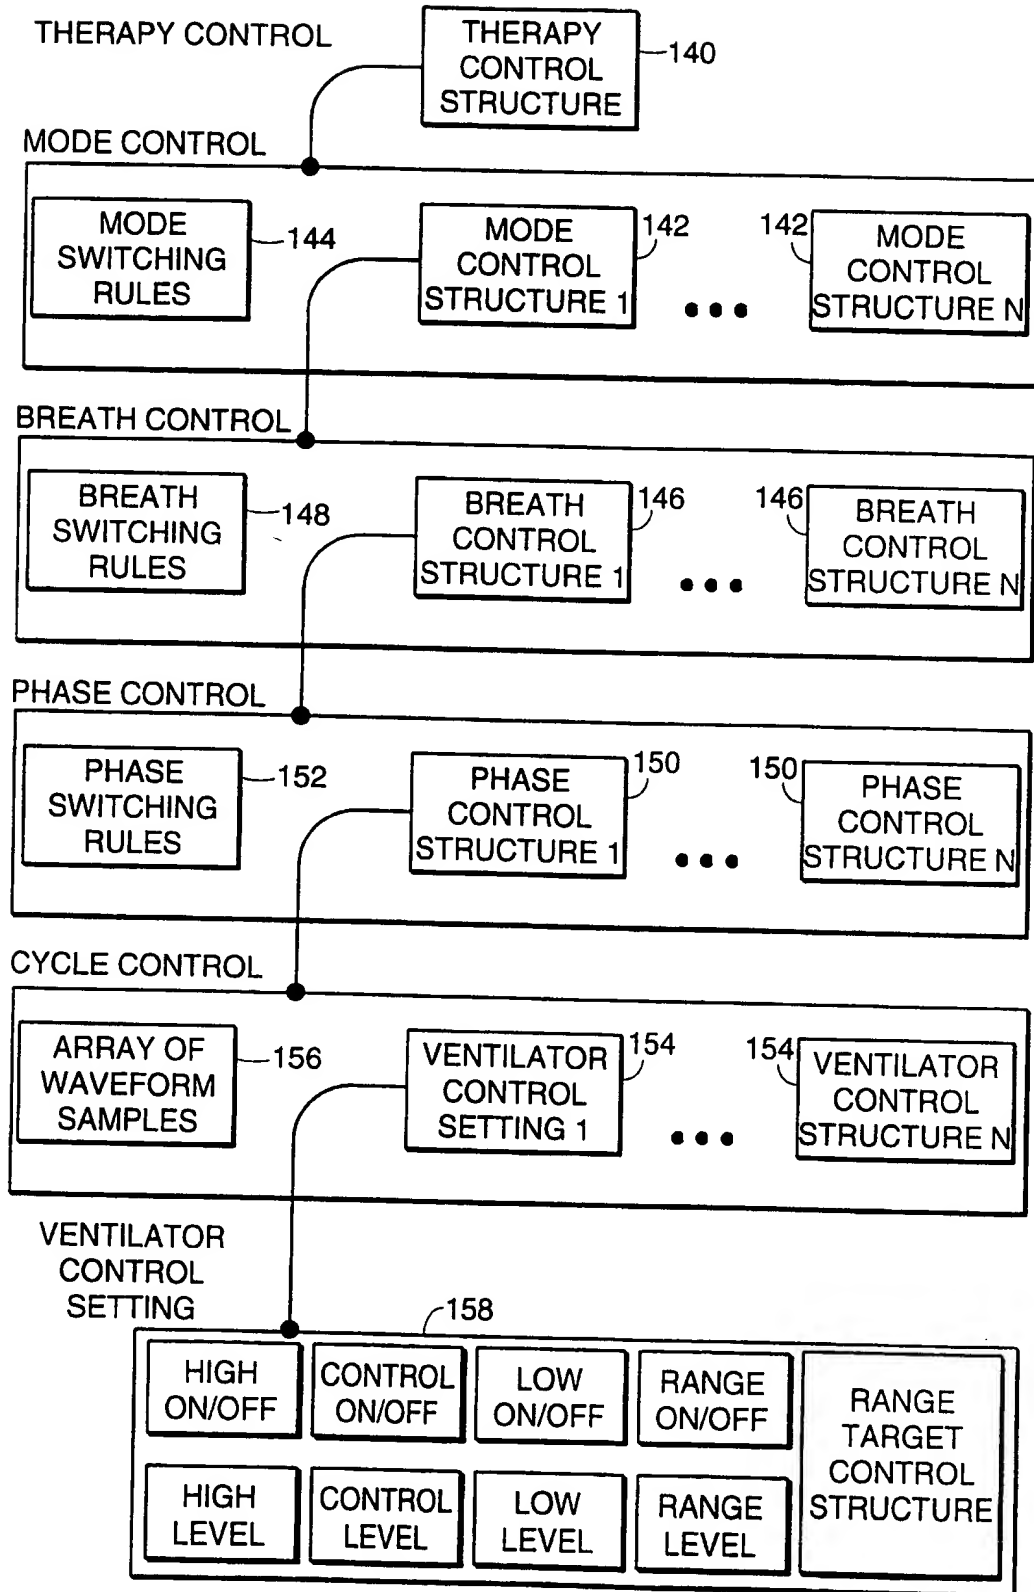 THERAPY CONTROL
THERAPY
CONTROL
STRUCTURE
140
MODE CONTROL
MODE
SWITCHING
RULES
144
MODE
CONTROL
STRUCTURE 1
142
142
MODE
CONTROL
STRUCTURE N
BREATH CONTROL
BREATH
SWITCHING
RULES
148
BREATH
CONTROL
STRUCTURE 1
146
146
BREATH
CONTROL
STRUCTURE N
PHASE CONTROL
PHASE
SWITCHING
RULES
152
PHASE
CONTROL
STRUCTURE 1
150
150
PHASE
CONTROL
STRUCTURE N
CYCLE CONTROL
ARRAY OF
WAVEFORM
SAMPLES
156
VENTILATOR
CONTROL
SETTING 1
154
154
VENTILATOR
CONTROL
STRUCTURE N
VENTILATOR
CONTROL
SETTING
158
HIGH
ON/OFF
CONTROL
ON/OFF
LOW
ON/OFF
RANGE
ON/OFF
RANGE
TARGET
CONTROL
STRUCTURE
HIGH
LEVEL
CONTROL
LEVEL
LOW
LEVEL
RANGE
LEVEL